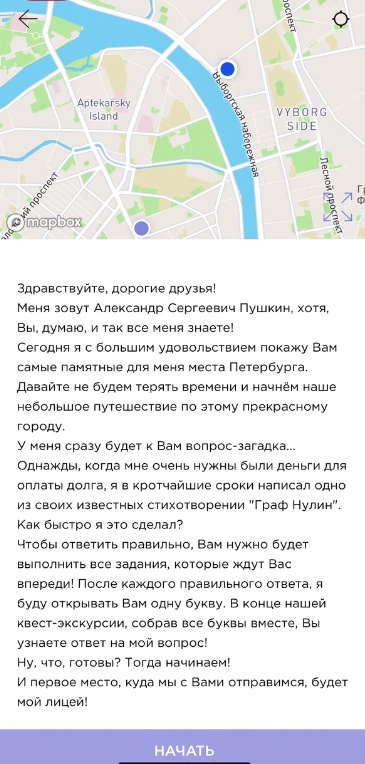 проспект
Выборгская набережная
Aptekarsky
Island
VYBORG
SIDE
Лесной проспект
проспект
mapbox
Здравствуйте, дорогие друзья!
Меня зовут Александр Сергеевич Пушкин, хотя,
Вы, думаю, и так все меня знаете!
Сегодня я с большим удовольствием покажу Вам
самые памятные для меня места Петербурга.
Давайте не будем терять времени и начнём наше
небольшое путешествие по этому прекрасному
городу.
У меня сразу будет к Вам вопрос-загадка...
Однажды, когда мне очень нужны были деньги для
оплаты долга, я в кротчайшие сроки написал одно
из своих известных стихотворении "Граф Нулин".
Как быстро я это сделал?
Чтобы ответить правильно, Вам нужно будет
выполнить все задания, которые ждут Вас
впереди! После каждого правильного ответа, я
буду открывать Вам одну букву. В конце нашей
квест-экскурсии, собрав все буквы вместе, Вы
узнаете ответ на мой вопрос!
Ну, что, готовы? Тогда начинаем!
И первое место, куда мы с Вами отправимся, будет
мой лицей!
НАЧАТЬ